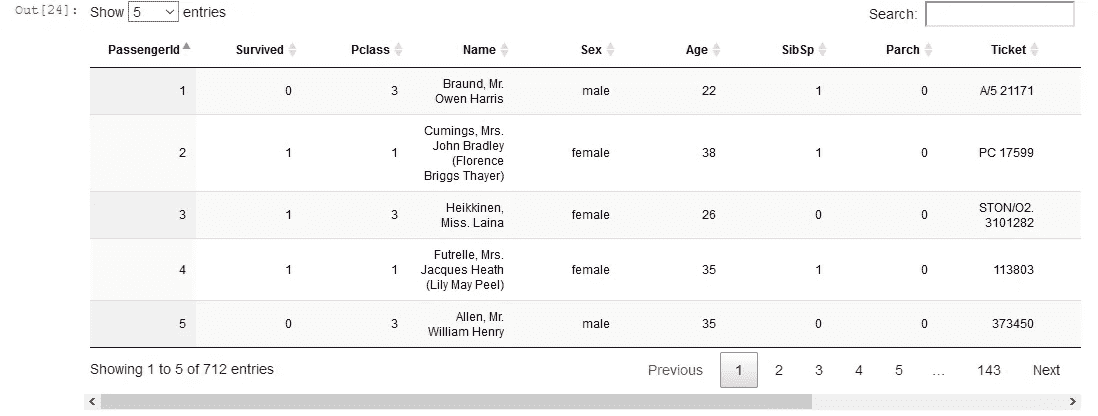 Out[24]: Show 5 entries Search:
PassengerId Survived Pclass Name Sex Age SibSp Parch Ticket
1 0 3 Braund, Mr. male 22 1 0 A/5 21171
Owen Harris
Cumings, Mrs.
John Bradley
2 1 1 (Florence female 38 1 0 PC 17599
Briggs Thayer)
3 1 3 Heikkinen, female 26 0 0 STON/O2.
Miss. Laina 3101282
Futrelle, Mrs.
4 1 1 Jacques Heath female 35 1 0 113803
(Lily May Peel)
5 0 3 Allen, Mr. male 35 0 0 373450
William Henry
Showing 1 to 5 of 712 entries Previous 1 2 3 4 5 … 143 Next